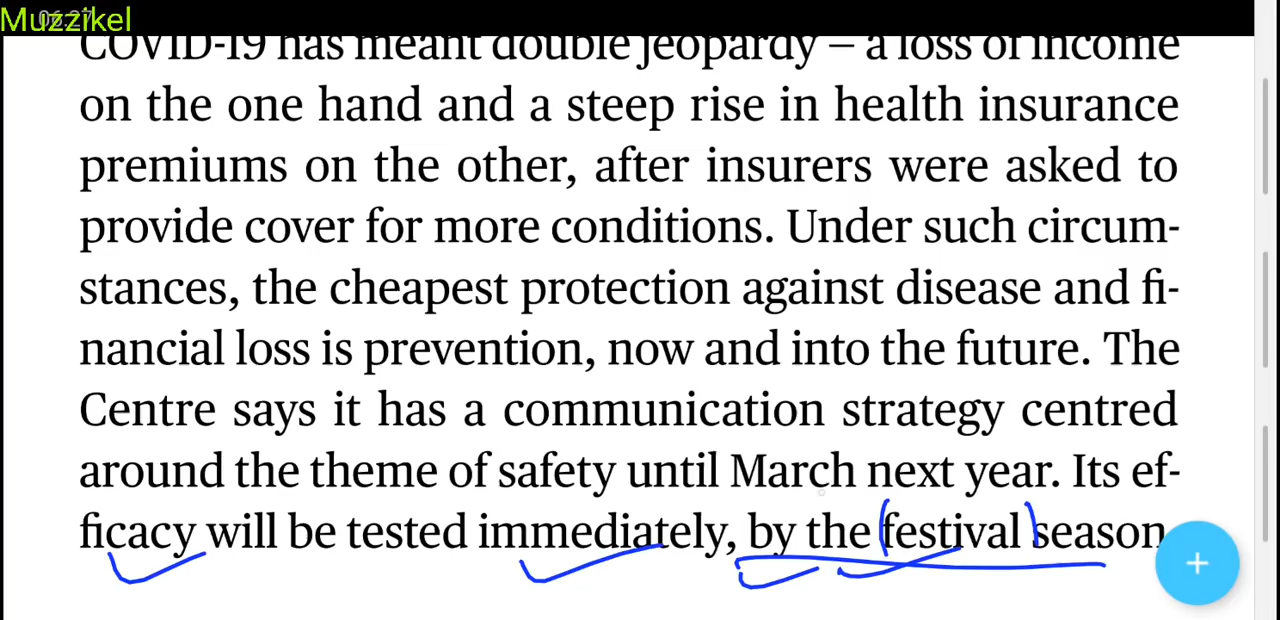 Muzzikel
06:27
COVID-19 has meant double jeopardy – a loss of income
on the one hand and a steep rise in health insurance
premiums on the other, after insurers were asked to
provide cover for more conditions. Under such circum-
stances, the cheapest protection against disease and fi-
nancial loss is prevention, now and into the future. The
Centre says it has a communication strategy centred
around the theme of safety until March next year. Its ef-
ficacy will be tested immediately, by the festival season
+